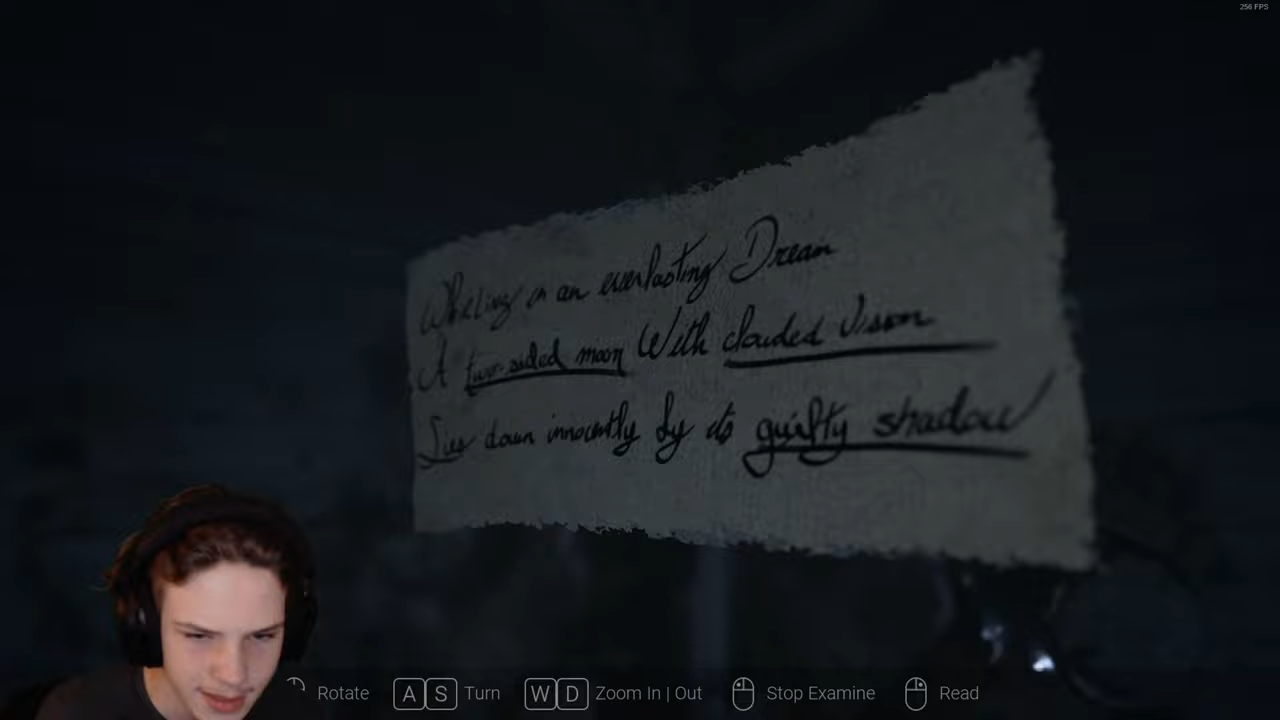 256 FPS
in an everlasting Dream
A two-sided moon With clouded vision
Lies down innocently by its guilty shadow
Rotate A S Turn W D Zoom In | Out Stop Examine Read